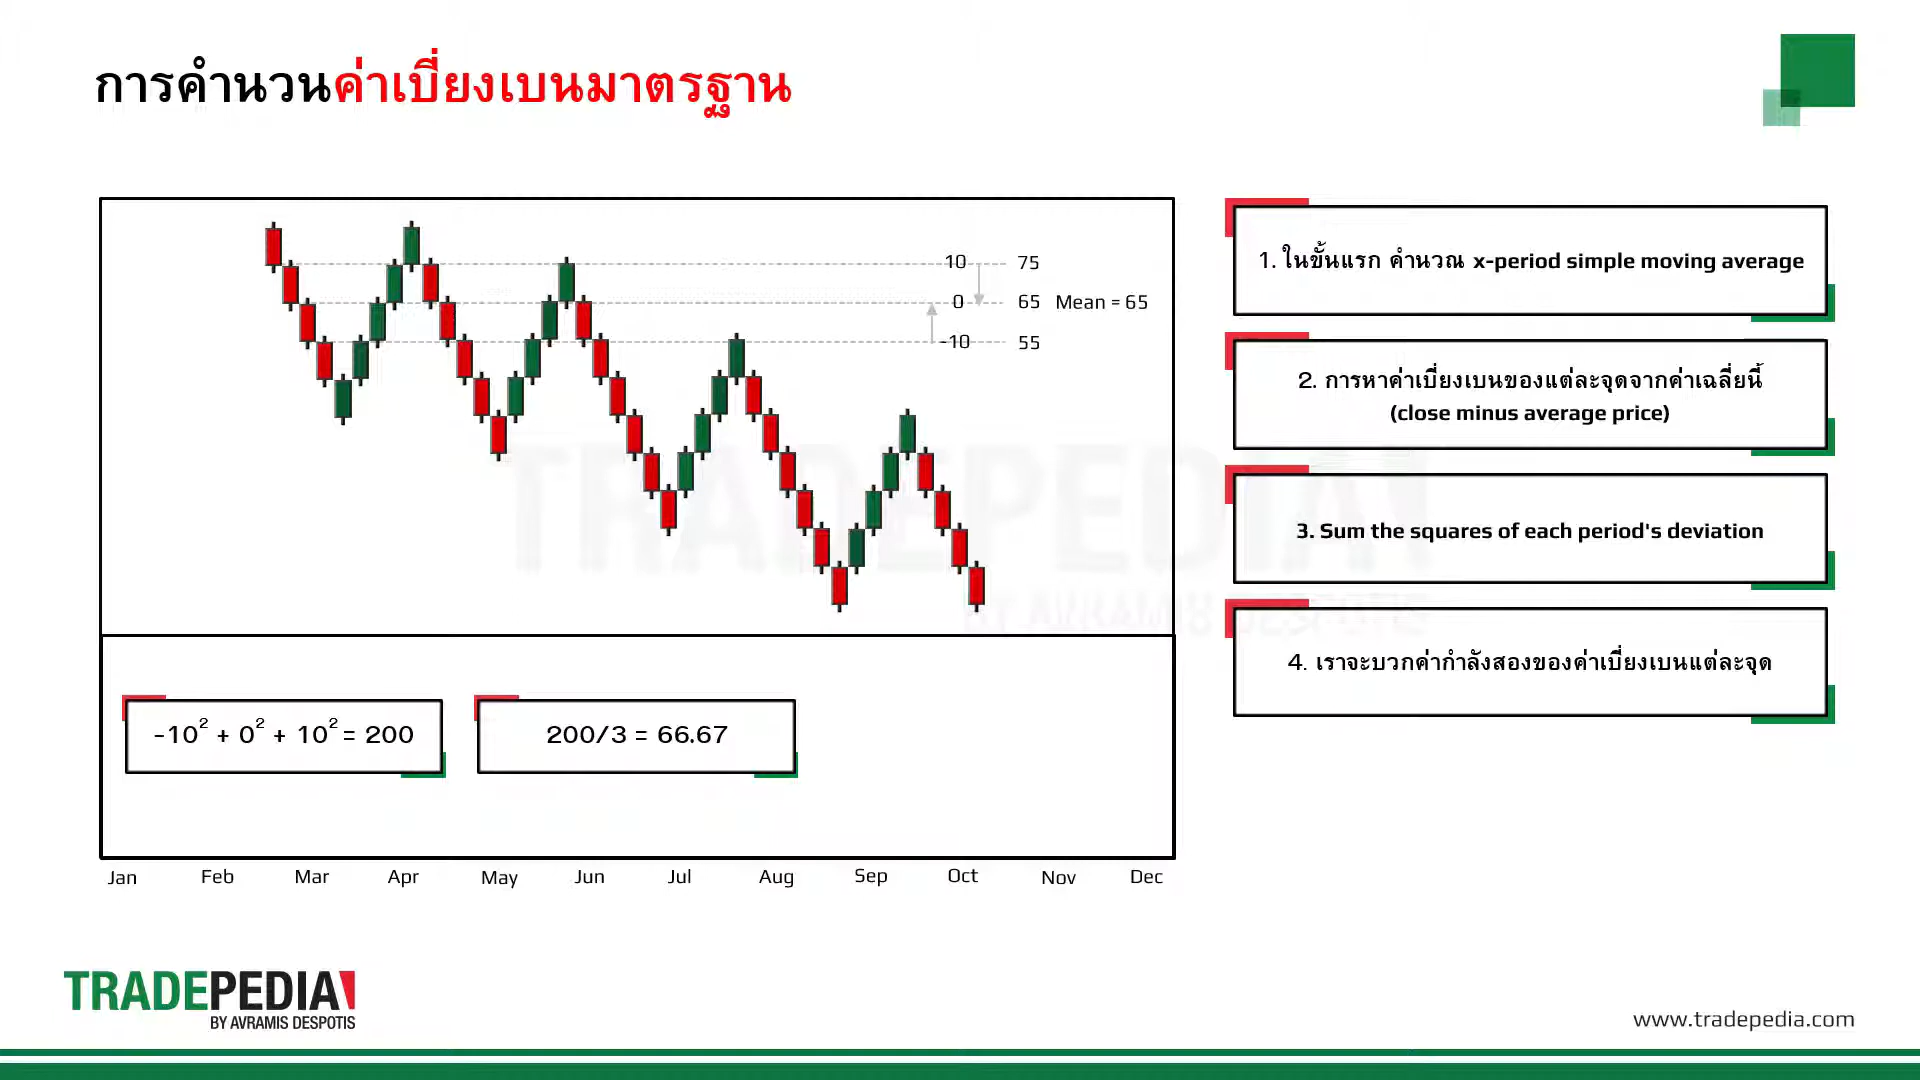 การคำนวนค่าเบี่ยงเบนมาตรฐาน
10 75
0 65 Mean = 65
-10 55
1. ในขั้นแรก คำนวณ x-period simple moving average
2. การหาค่าเบี่ยงเบนของแต่ละจุดจากค่าเฉลี่ยนี้
(close minus average price)
3. Sum the squares of each period's deviation
4. เราจะบวกค่ากำลังสองของค่าเบี่ยงเบนแต่ละจุด
TRADEPEDIA
BY AVRAMIS DESPOTIS
-10² + 0² + 10² = 200
200/3 = 66.67
Jan Feb Mar Apr May Jun Jul Aug Sep Oct Nov Dec
TRADEPEDIA
BY AVRAMIS DESPOTIS
www.tradepedia.com